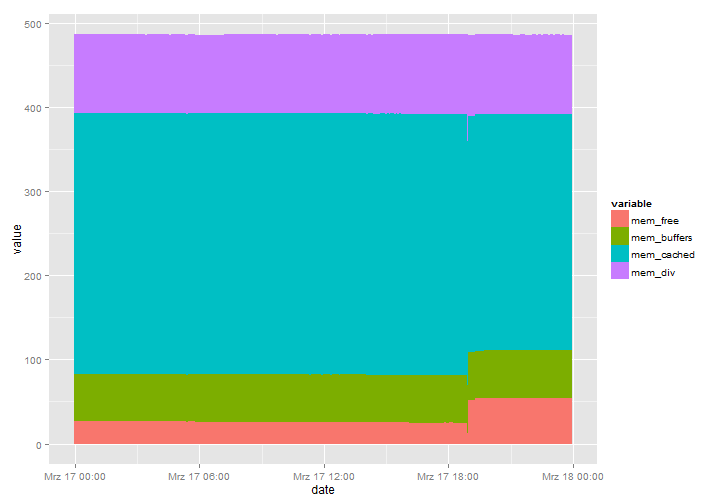 500
400
300
200
100
0
value
Mrz 17 00:00
Mrz 17 06:00
Mrz 17 12:00
Mrz 17 18:00
Mrz 18 00:00
date
variable
mem_free
mem_buffers
mem_cached
mem_div